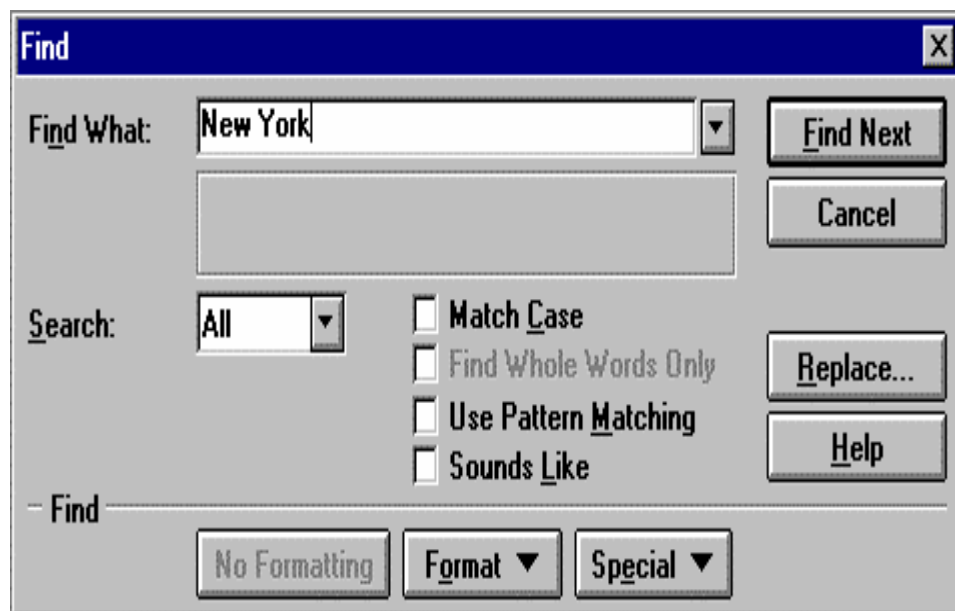 Find X
Find What: New York Find Next
Cancel
Search: All Match Case
Find Whole Words Only
Replace...
Use Pattern Matching
Help
Sounds Like
Find
No Formatting Format Special